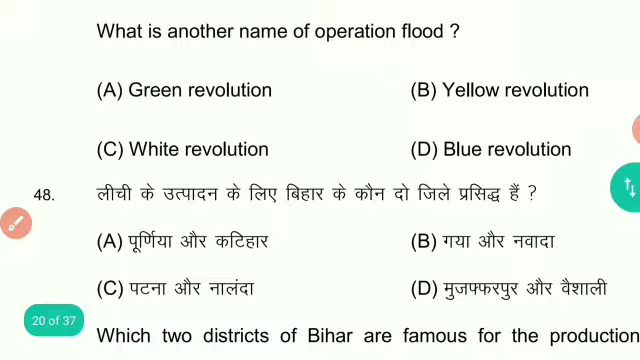 What is another name of operation flood ?
(A) Green revolution (B) Yellow revolution
(C) White revolution (D) Blue revolution
48. लीची के उत्पादन के लिए बिहार के कौन दो जिले प्रसिद्ध हैं ?
(A) पूर्णिया और कटिहार (B) गया और नवादा
(C) पटना और नालंदा (D) मुजफ्फरपुर और वैशाली
20 of 37
Which two districts of Bihar are famous for the production